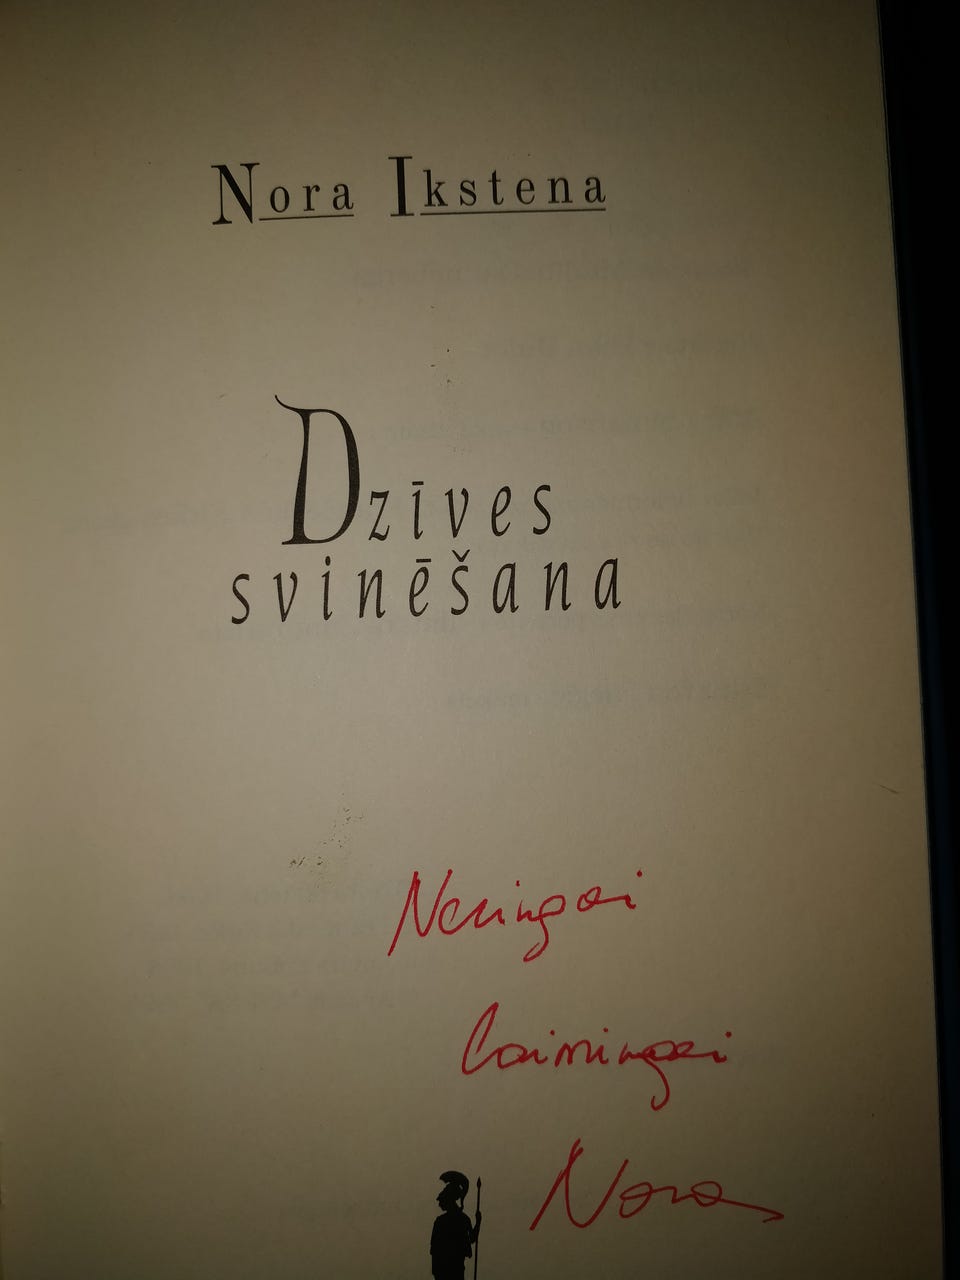 Nora Ikstena
Dzīves
svinēšana
Neringai
Laimingai
Nora